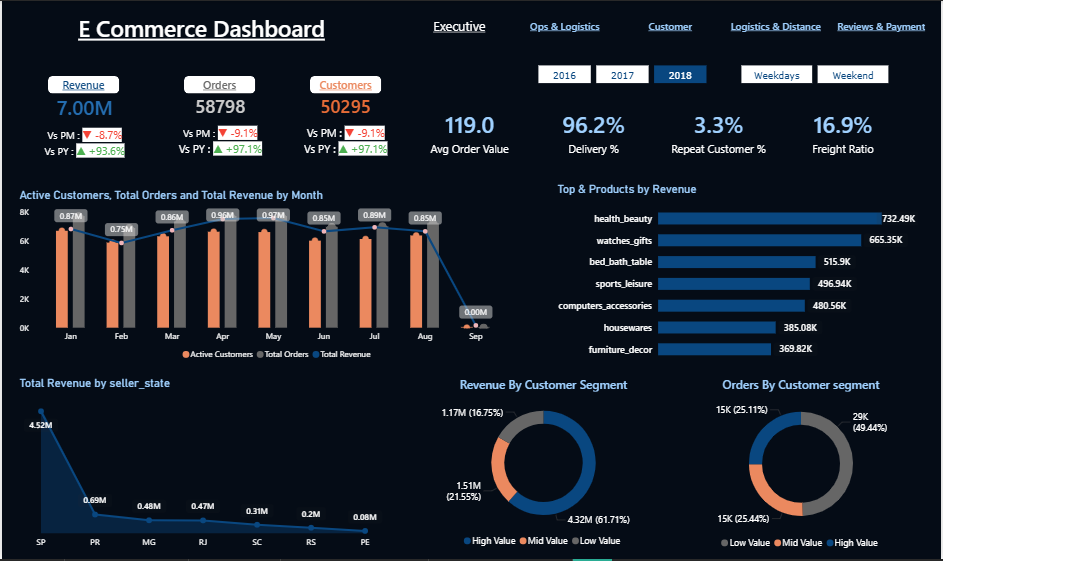 E Commerce Dashboard
Executive
Ops & Logistics
Customer
Logistics & Distance
Reviews & Payment
2016
2017
2018
Weekdays
Weekend
Revenue
7.00M
Vs PM : ▼ -8.7%
Vs PY : ▲ +93.6%
Orders
58798
Vs PM : ▼ -9.1%
Vs PY : ▲ +97.1%
Customers
50295
Vs PM : ▼ -9.1%
Vs PY : ▲ +97.1%
119.0
Avg Order Value
96.2%
Delivery %
3.3%
Repeat Customer %
16.9%
Freight Ratio
Active Customers, Total Orders and Total Revenue by Month
8K
6K
4K
2K
0K
0.87M
0.75M
0.86M
0.96M
0.97M
0.85M
0.89M
0.85M
0.00M
Jan
Feb
Mar
Apr
May
Jun
Jul
Aug
Sep
Active Customers
Total Orders
Total Revenue
Top & Products by Revenue
health_beauty 732.49K
watches_gifts 665.35K
bed_bath_table 515.9K
sports_leisure 496.94K
computers_accessories 480.56K
housewares 385.08K
furniture_decor 369.82K
Total Revenue by seller_state
4.52M
0.69M
0.48M
0.47M
0.31M
0.2M
0.08M
SP
PR
MG
RJ
SC
RS
PE
Revenue By Customer Segment
1.17M (16.75%)
1.51M
(21.55%)
4.32M (61.71%)
High Value
Mid Value
Low Value
Orders By Customer segment
15K (25.11%)
29K
(49.44%)
15K (25.44%)
Low Value
Mid Value
High Value